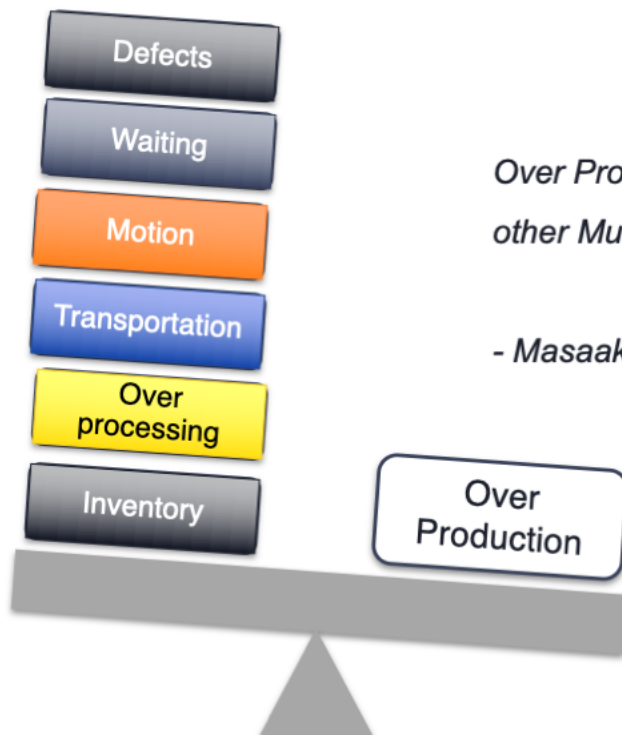 Defects
Waiting
Motion
Transportation
Over
processing
Inventory
Over Pro
other Mu
- Masaak
Over
Production